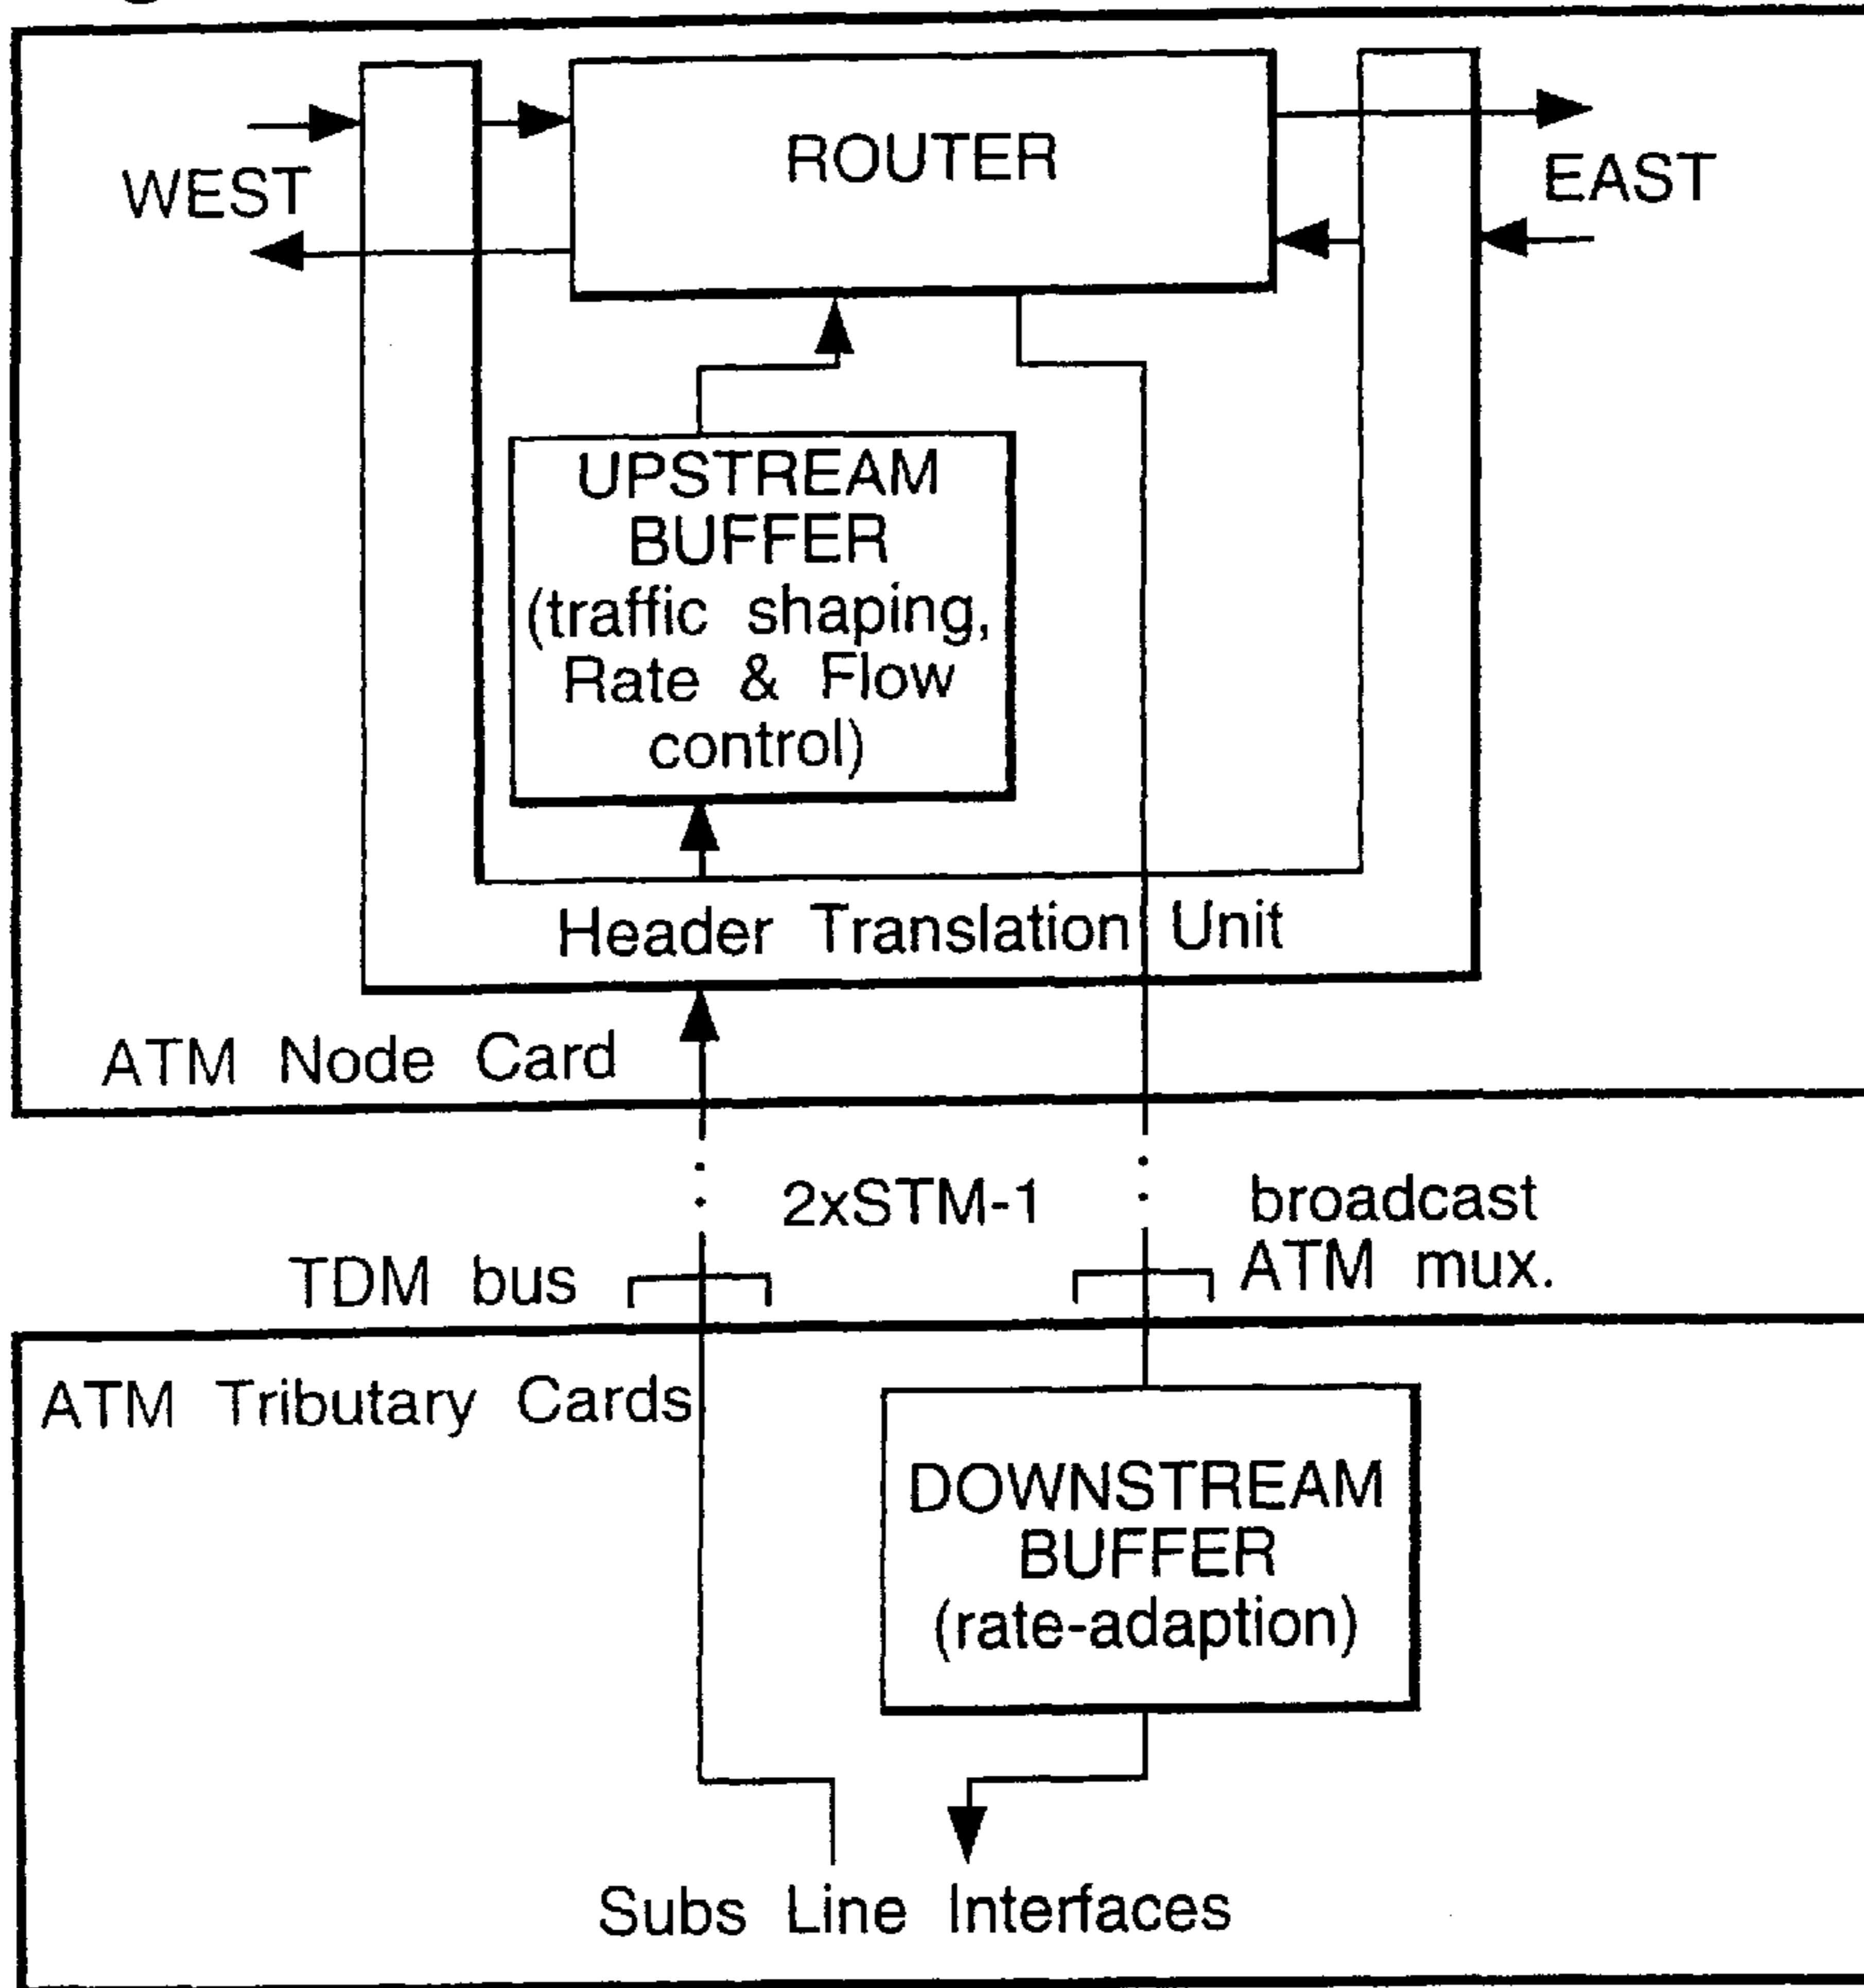 ROUTER
WEST
EAST
UPSTREAM
BUFFER
(traffic shaping,
Rate & Flow
control)
Header Translation Unit
ATM Node Card
2xSTM-1
broadcast
ATM mux.
TDM bus
ATM Tributary Cards
DOWNSTREAM
BUFFER
(rate-adaption)
Subs Line Interfaces